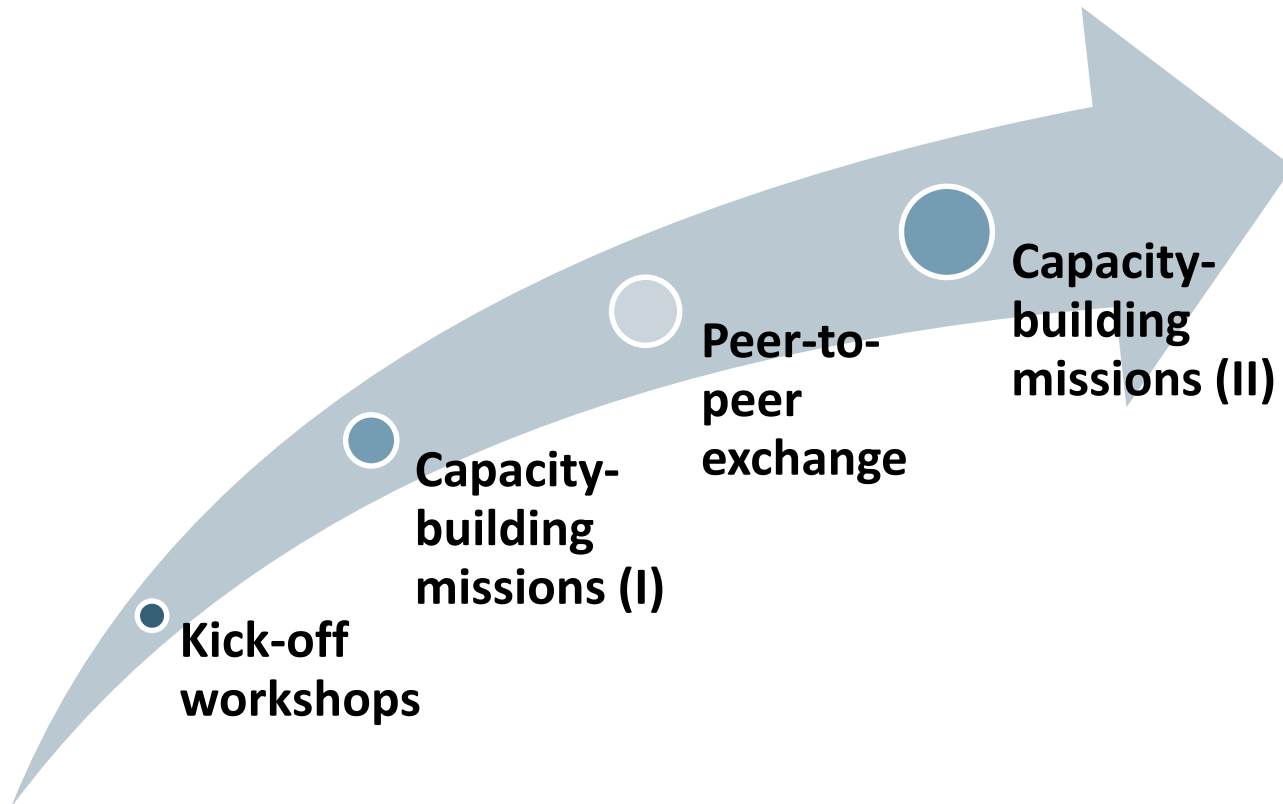 Kick-off
workshops
Capacity-
building
missions (I)
Peer-to-
peer
exchange
Capacity-
building
missions (II)